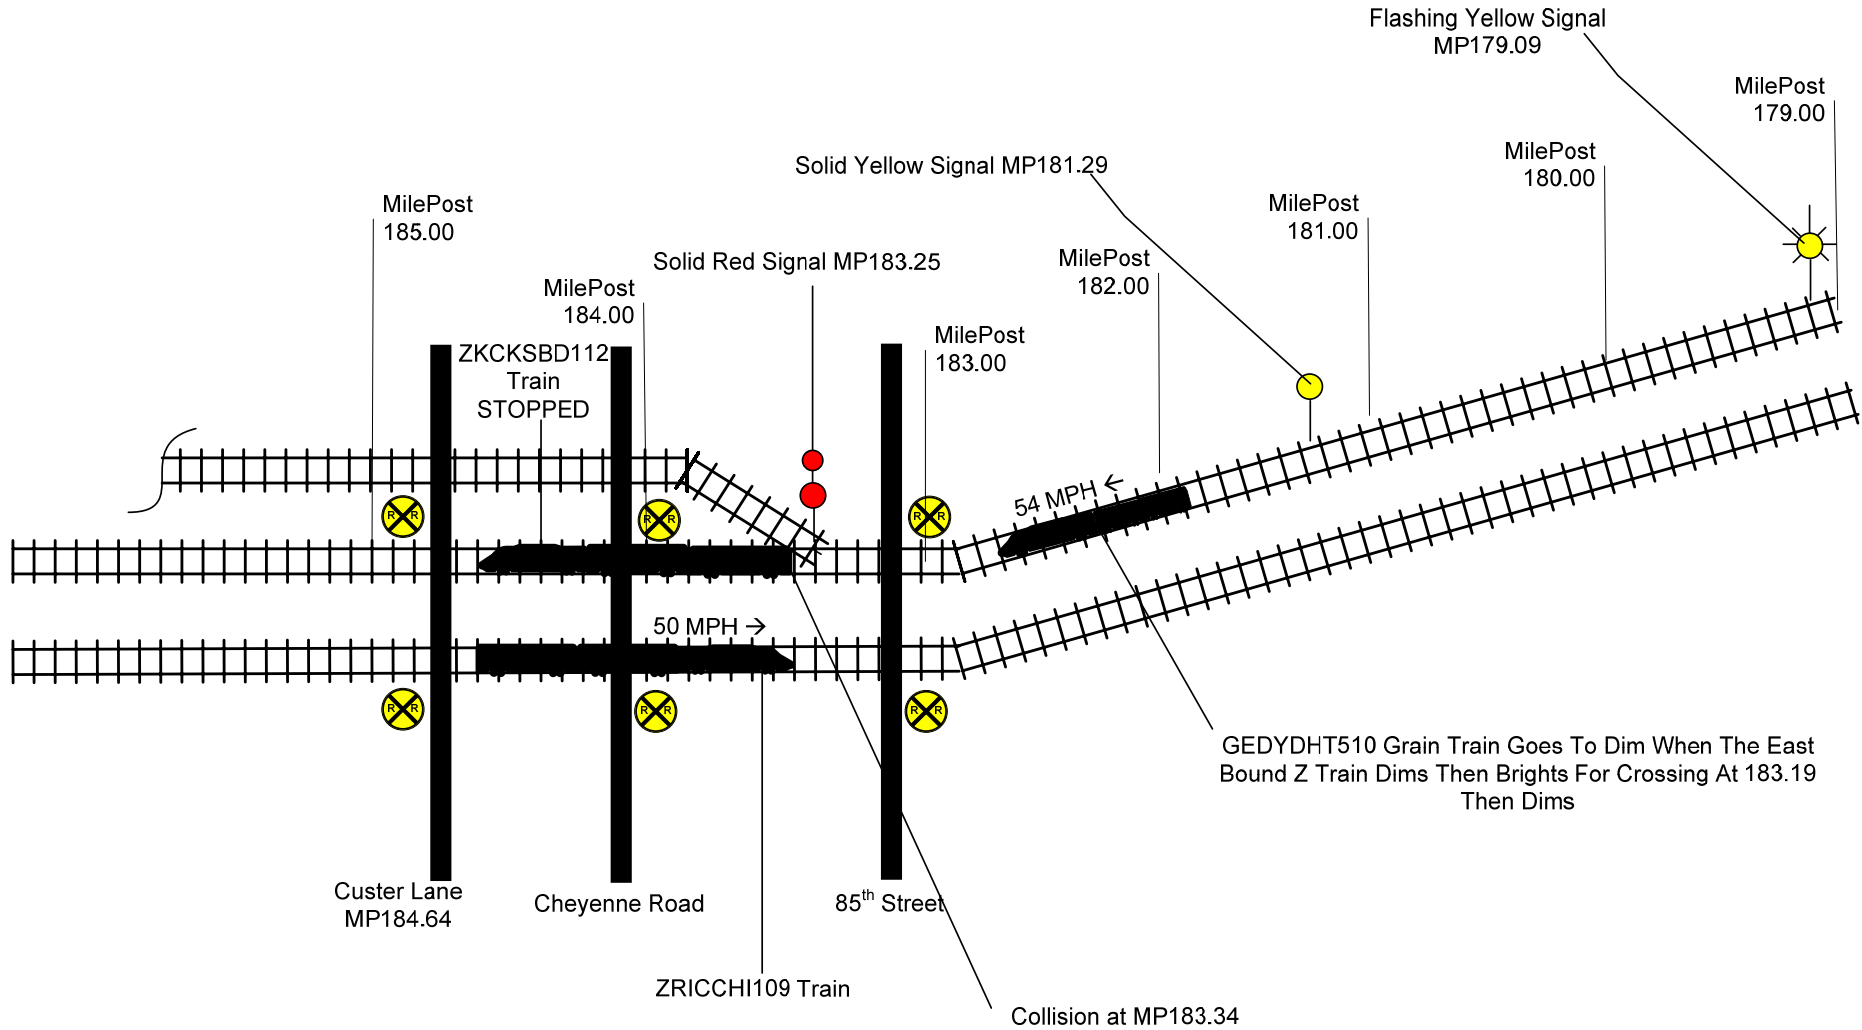 Flashing Yellow Signal
MP179.09
MilePost
179.00
MilePost
180.00
Solid Yellow Signal MP181.29
MilePost
181.00
MilePost
185.00
Solid Red Signal MP183.25
MilePost
182.00
MilePost
184.00
MilePost
183.00
ZKCKSBD112
Train
STOPPED
54 MPH ←
R R
R R
R R
50 MPH →
R R
R R
R R
GEDYDHT510 Grain Train Goes To Dim When The East
Bound Z Train Dims Then Brights For Crossing At 183.19
Then Dims
Custer Lane
MP184.64
Cheyenne Road
85th Street
ZRICCHI109 Train
Collision at MP183.34